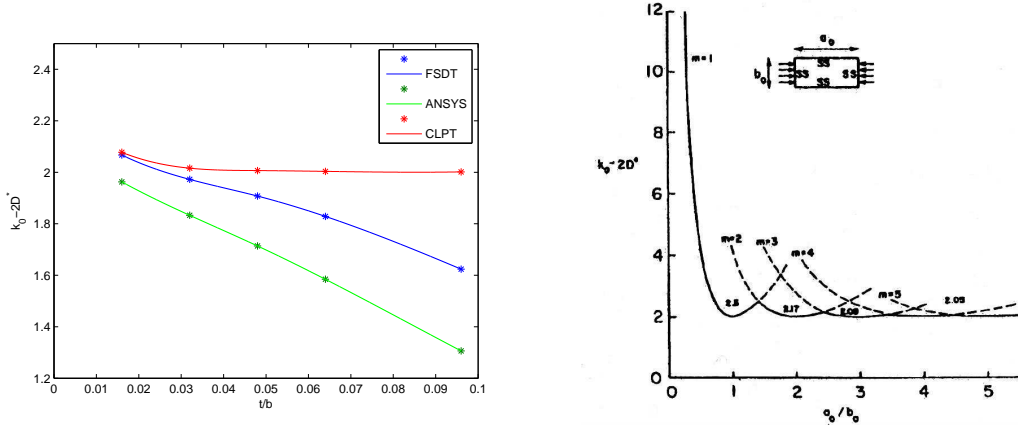 2.4
2.2
2
1.8
1.6
1.4
1.2
0
0.01
0.02
0.03
0.04
0.05
0.06
0.07
0.08
0.09
0.1
k0−2D*
t/b
FSDT
ANSYS
CLPT
12
10
8
6
4
2
0
k0−2D*
m=1
a0
b0
SS
SS
SS
SS
m=2
m=3
m=4
m=5
2.5
2.17
2.09
2.05
0
1
2
3
4
5
a0/b0